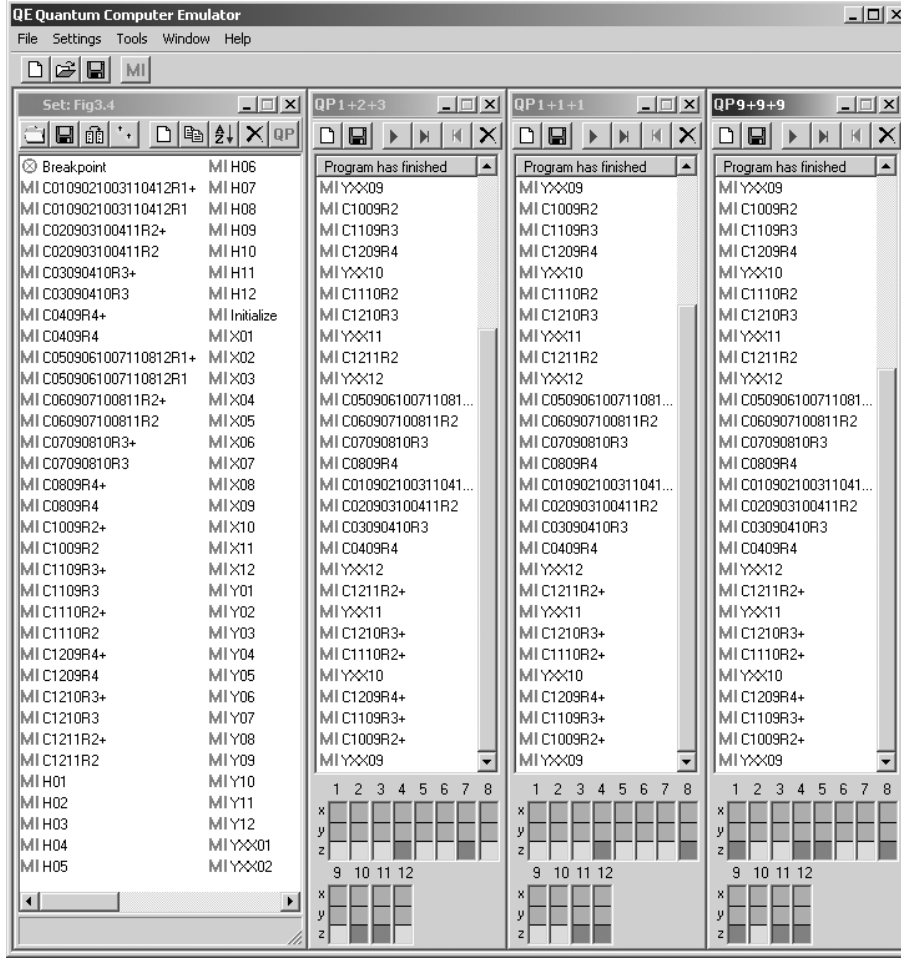 QE Quantum Computer Emulator
File Settings Tools Window Help
MI
Set: Fig3.4
QP
Breakpoint
MI C0109021003110412R1+
MI C0109021003110412R1
MI C020903100411R2+
MI C020903100411R2
MI C03090410R3+
MI C03090410R3
MI C0409R4+
MI C0409R4
MI C0509061007110812R1+
MI C0509061007110812R1
MI C060907100811R2+
MI C060907100811R2
MI C07090810R3+
MI C07090810R3
MI C0809R4+
MI C0809R4
MI C1009R2+
MI C1009R2
MI C1109R3+
MI C1109R3
MI C1110R2+
MI C1110R2
MI C1209R4+
MI C1209R4
MI C1210R3+
MI C1210R3
MI C1211R2+
MI C1211R2
MI H01
MI H02
MI H03
MI H04
MI H05
MI H06
MI H07
MI H08
MI H09
MI H10
MI H11
MI H12
MI Initialize
MI X01
MI X02
MI X03
MI X04
MI X05
MI X06
MI X07
MI X08
MI X09
MI X10
MI X11
MI X12
MI Y01
MI Y02
MI Y03
MI Y04
MI Y05
MI Y06
MI Y07
MI Y08
MI Y09
MI Y10
MI Y11
MI Y12
MI YXX01
MI YXX02
QP1+2+3
Program has finished
MI YXX09
MI C1009R2
MI C1109R3
MI C1209R4
MI YXX10
MI C1110R2
MI C1210R3
MI YXX11
MI C1211R2
MI YXX12
MI C050906100711081...
MI C060907100811R2
MI C07090810R3
MI C0809R4
MI C010902100311041...
MI C020903100411R2
MI C03090410R3
MI C0409R4
MI YXX12
MI C1211R2+
MI YXX11
MI C1210R3+
MI C1110R2+
MI YXX10
MI C1209R4+
MI C1109R3+
MI C1009R2+
MI YXX09
1 2 3 4 5 6 7 8
x
y
z
9 10 11 12
x
y
z
QP1+1+1
Program has finished
MI YXX09
MI C1009R2
MI C1109R3
MI C1209R4
MI YXX10
MI C1110R2
MI C1210R3
MI YXX11
MI C1211R2
MI YXX12
MI C050906100711081...
MI C060907100811R2
MI C07090810R3
MI C0809R4
MI C010902100311041...
MI C020903100411R2
MI C03090410R3
MI C0409R4
MI YXX12
MI C1211R2+
MI YXX11
MI C1210R3+
MI C1110R2+
MI YXX10
MI C1209R4+
MI C1109R3+
MI C1009R2+
MI YXX09
1 2 3 4 5 6 7 8
x
y
z
9 10 11 12
x
y
z
QP9+9+9
Program has finished
MI YXX09
MI C1009R2
MI C1109R3
MI C1209R4
MI YXX10
MI C1110R2
MI C1210R3
MI YXX11
MI C1211R2
MI YXX12
MI C050906100711081...
MI C060907100811R2
MI C07090810R3
MI C0809R4
MI C010902100311041...
MI C020903100411R2
MI C03090410R3
MI C0409R4
MI YXX12
MI C1211R2+
MI YXX11
MI C1210R3+
MI C1110R2+
MI YXX10
MI C1209R4+
MI C1109R3+
MI C1009R2+
MI YXX09
1 2 3 4 5 6 7 8
x
y
z
9 10 11 12
x
y
z